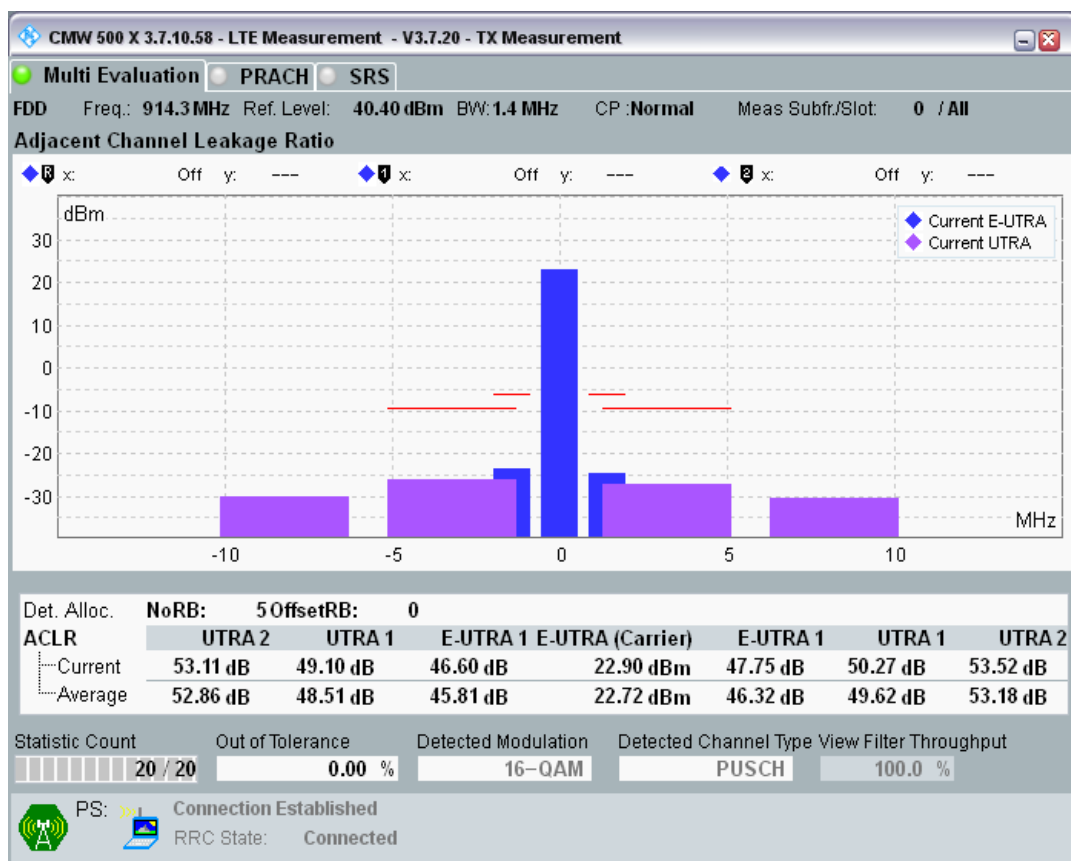 CMW 500 X 3.7.10.58 - LTE Measurement - V3.7.20 - TX Measurement
Multi Evaluation PRACH SRS
FDD Freq.: 914.3 MHz Ref. Level: 40.40 dBm BW: 1.4 MHz CP :Normal Meas Subfr./Slot: 0 / All
Adjacent Channel Leakage Ratio
R x: Off y: --- 1 x: Off y: --- 2 x: Off y: ---
dBm
Current E-UTRA
Current UTRA
30
20
10
0
-10
-20
-30
MHz
-10 -5 0 5 10
Det. Alloc. NoRB: 5 OffsetRB: 0
ACLR UTRA 2 UTRA 1 E-UTRA 1 E-UTRA (Carrier) E-UTRA 1 UTRA 1 UTRA 2
Current 53.11 dB 49.10 dB 46.60 dB 22.90 dBm 47.75 dB 50.27 dB 53.52 dB
Average 52.86 dB 48.51 dB 45.81 dB 22.72 dBm 46.32 dB 49.62 dB 53.18 dB
Statistic Count Out of Tolerance Detected Modulation Detected Channel Type View Filter Throughput
20 / 20 0.00 % 16-QAM PUSCH 100.0 %
PS: Connection Established
RRC State: Connected